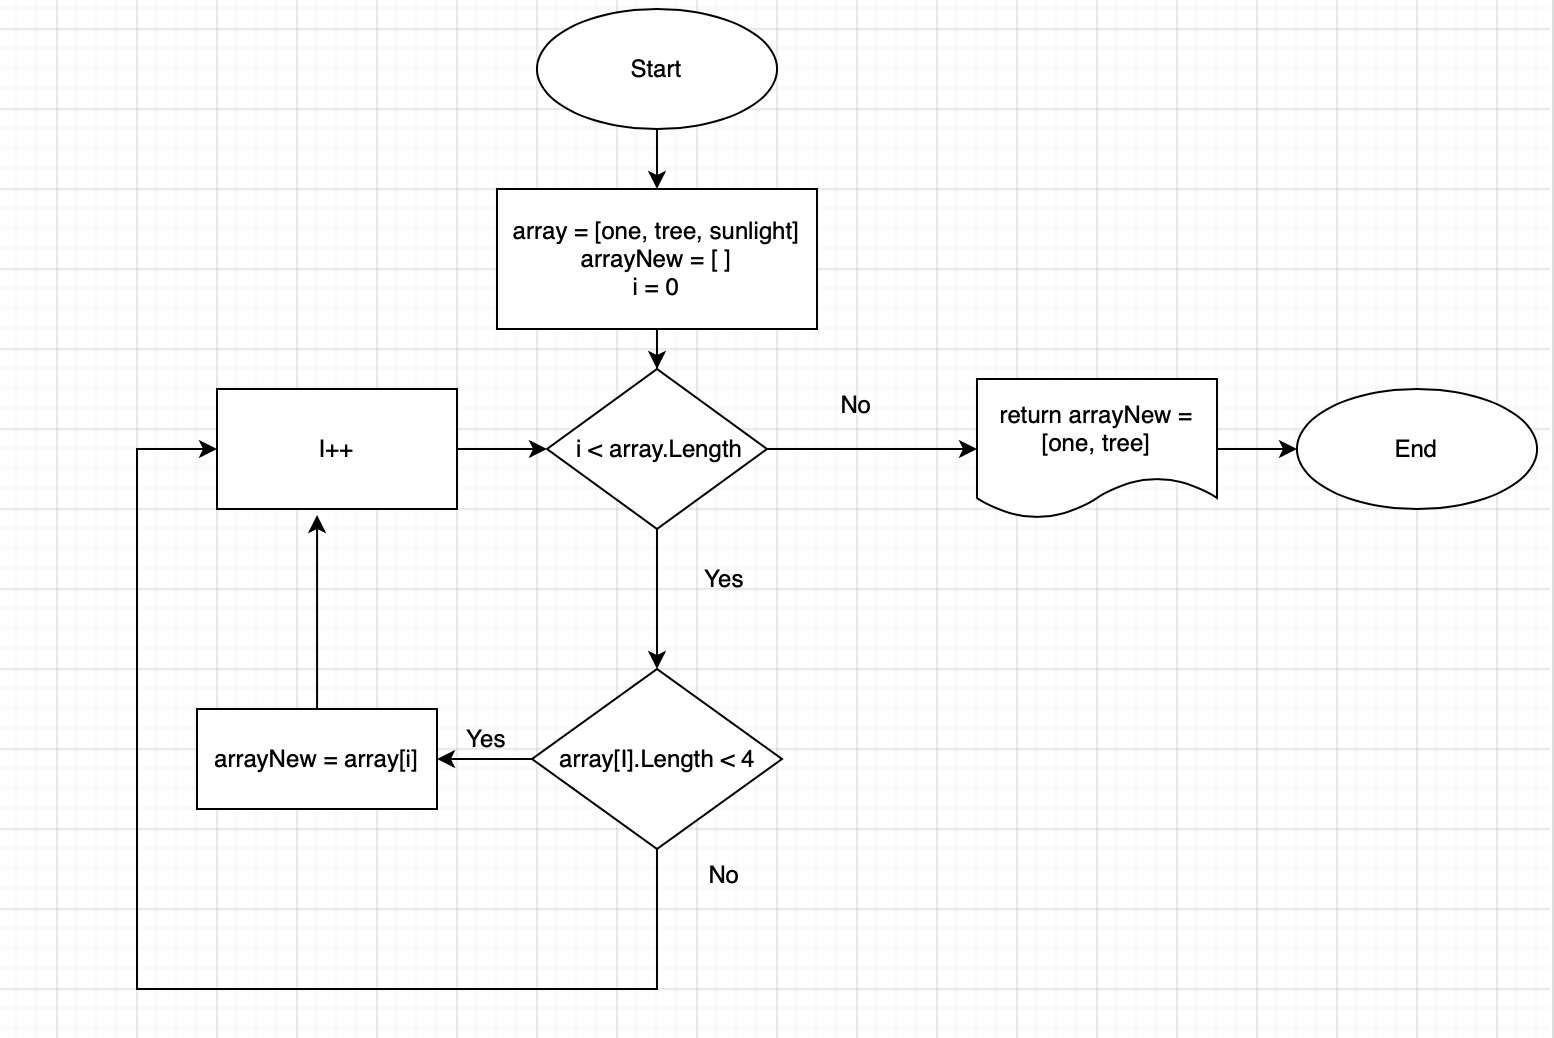 Start
array = [one, tree, sunlight]
arrayNew = [ ]
i = 0
I++
i < array.Length
No
return arrayNew =
[one, tree]
End
Yes
arrayNew = array[i]
Yes
array[I].Length < 4
No